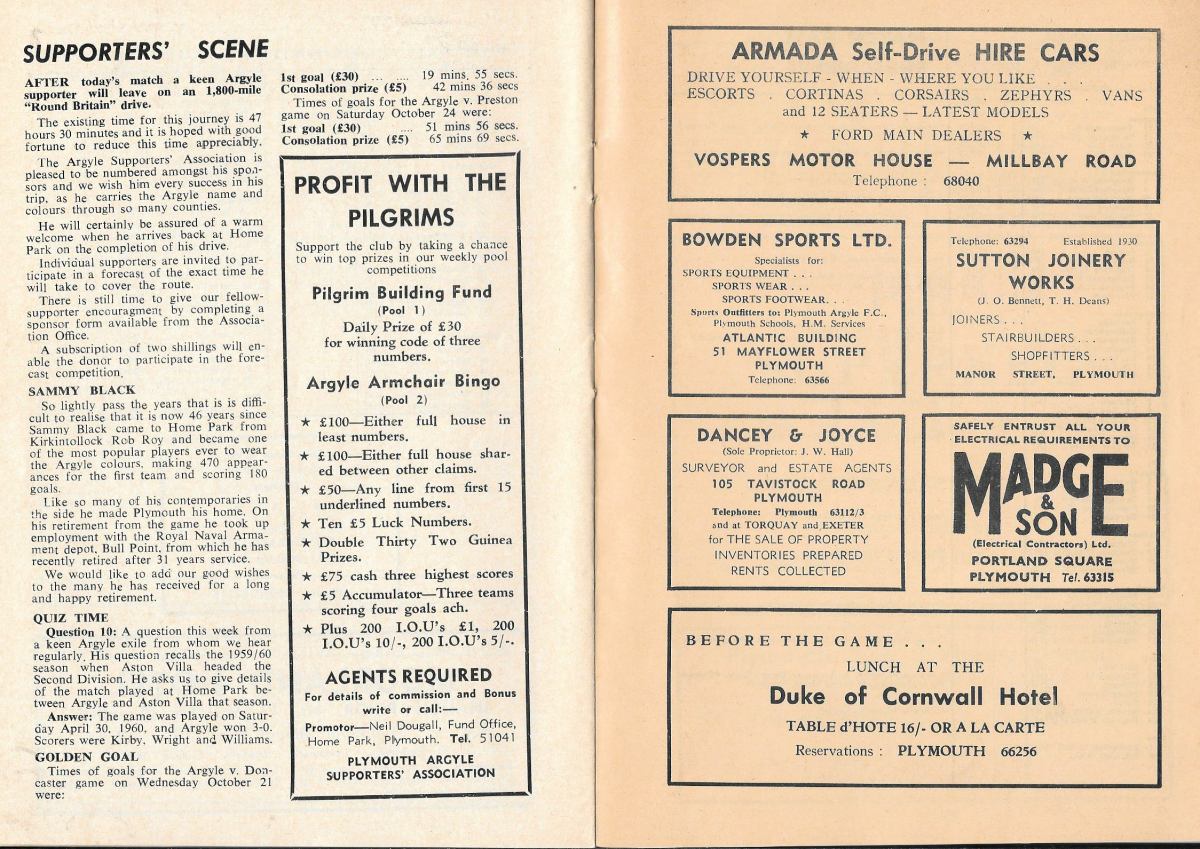 SUPPORTERS' SCENE
AFTER today's match a keen Argyle
supporter will leave on an 1,800-mile
"Round Britain" drive.
The existing time for this journey is 47
hours 30 minutes and it is hoped with good
fortune to reduce this time appreciably.
The Argyle Supporters' Association is
pleased to be numbered amongst his spon-
sors and we wish him every success in his
trip, as he carries the Argyle name and
colours through so many counties.
He will certainly be assured of a warm
welcome when he arrives back at Home
Park on the completion of his drive.
Individual supporters are invited to par-
ticipate in a forecast of the exact time he
will take to cover the route.
There is still time to give our fellow-
supporter encouragment by completing a
sponsor form available from the Associa-
tion Office.
A subscription of two shillings will en-
able the donor to participate in the fore-
cast competition.
SAMMY BLACK
So lightly pass the years that is is diffi-
cult to realise that it is now 46 years since
Sammy Black came to Home Park from
Kirkintollock Rob Roy and became one
of the most popular players ever to wear
the Argyle colours, making 470 appear-
ances for the first team and scoring 180
goals.
Like so many of his contemporaries in
the side he made Plymouth his home. On
his retirement from the game he took up
employment with the Royal Naval Arma-
ment depot, Bull Point, from which he has
recently retired after 31 years service.
We would like to add our good wishes
to the many he has received for a long
and happy retirement.
QUIZ TIME
Question 10: A question this week from
a keen Argyle exile from whom we hear
regularly. His question recalls the 1959/60
season when Aston Villa headed the
Second Division. He asks us to give details
of the match played at Home Park be-
tween Argyle and Aston Villa that season.
Answer: The game was played on Satur-
day April 30, 1960, and Argyle won 3-0.
Scorers were Kirby, Wright and Williams.
GOLDEN GOAL
Times of goals for the Argyle v. Don-
caster game on Wednesday October 21
were:
1st goal (£30) ... .... 19 mins, 55 secs.
Consolation prize (£5) 42 mins 36 secs
Times of goals for the Argyle v. Preston
game on Saturday October 24 were:
1st goal (£30) .... 51 mins 56 secs.
Consolation prize (£5) 65 mins 69 secs.
PROFIT WITH THE
PILGRIMS
Support the club by taking a chance
to win top prizes in our weekly pool
competitions
Pilgrim Building Fund
(Pool 1)
Daily Prize of £30
for winning code of three
numbers.
Argyle Armchair Bingo
(Pool 2)
★ £100—Either full house in
least numbers.
★ £100—Either full house shar-
ed between other claims.
★ £50—Any line from first 15
underlined numbers.
★ Ten £5 Luck Numbers.
★ Double Thirty Two Guinea
Prizes.
★ £75 cash three highest scores
★ £5 Accumulator—Three teams
scoring four goals ach.
★ Plus 200 I.O.U's £1, 200
I.O.U's 10/-, 200 I.O.U's 5/-.
AGENTS REQUIRED
For details of commission and Bonus
write or call:—
Promotor—Neil Dougall, Fund Office,
Home Park, Plymouth. Tel. 51041
PLYMOUTH ARGYLE
SUPPORTERS' ASSOCIATION
ARMADA Self-Drive HIRE CARS
DRIVE YOURSELF - WHEN - WHERE YOU LIKE . . .
ESCORTS . CORTINAS . CORSAIRS . ZEPHYRS . VANS
and 12 SEATERS — LATEST MODELS
★ FORD MAIN DEALERS ★
VOSPERS MOTOR HOUSE — MILLBAY ROAD
Telephone : 68040
BOWDEN SPORTS LTD.
Specialists for:
SPORTS EQUIPMENT . . .
SPORTS WEAR . . .
SPORTS FOOTWEAR. . .
Sports Outfitters to: Plymouth Argyle F.C.,
Plymouth Schools, H.M. Services
ATLANTIC BUILDING
51 MAYFLOWER STREET
PLYMOUTH
Telephone: 63566
Telephone: 63294 Established 1930
SUTTON JOINERY
WORKS
(J. O. Bennett, T. H. Deans)
JOINERS . . .
STAIRBUILDERS . . .
SHOPFITTERS . . .
MANOR STREET, PLYMOUTH
DANCEY & JOYCE
(Sole Proprietor: J. W. Hall)
SURVEYOR and ESTATE AGENTS
105 TAVISTOCK ROAD
PLYMOUTH
Telephone: Plymouth 63112/3
and at TORQUAY and EXETER
for THE SALE OF PROPERTY
INVENTORIES PREPARED
RENTS COLLECTED
SAFELY ENTRUST ALL YOUR
ELECTRICAL REQUIREMENTS TO
MADGE
&
SON
(Electrical Contractors) Ltd.
PORTLAND SQUARE
PLYMOUTH Tel. 63315
BEFORE THE GAME . . .
LUNCH AT THE
Duke of Cornwall Hotel
TABLE d'HOTE 16/- OR A LA CARTE
Reservations : PLYMOUTH 66256